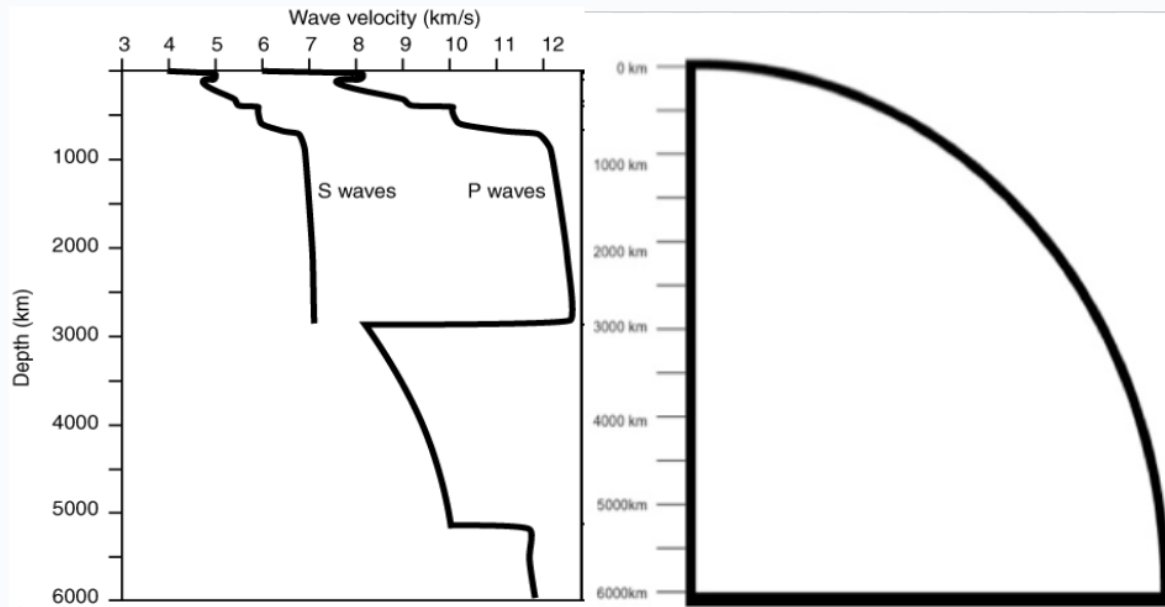 Wave velocity (km/s)
3 4 5 6 7 8 9 10 11 12
Depth (km)
1000
2000
3000
4000
5000
6000
S waves
P waves
0 km
1000 km
2000 km
3000 km
4000 km
5000km
6000km